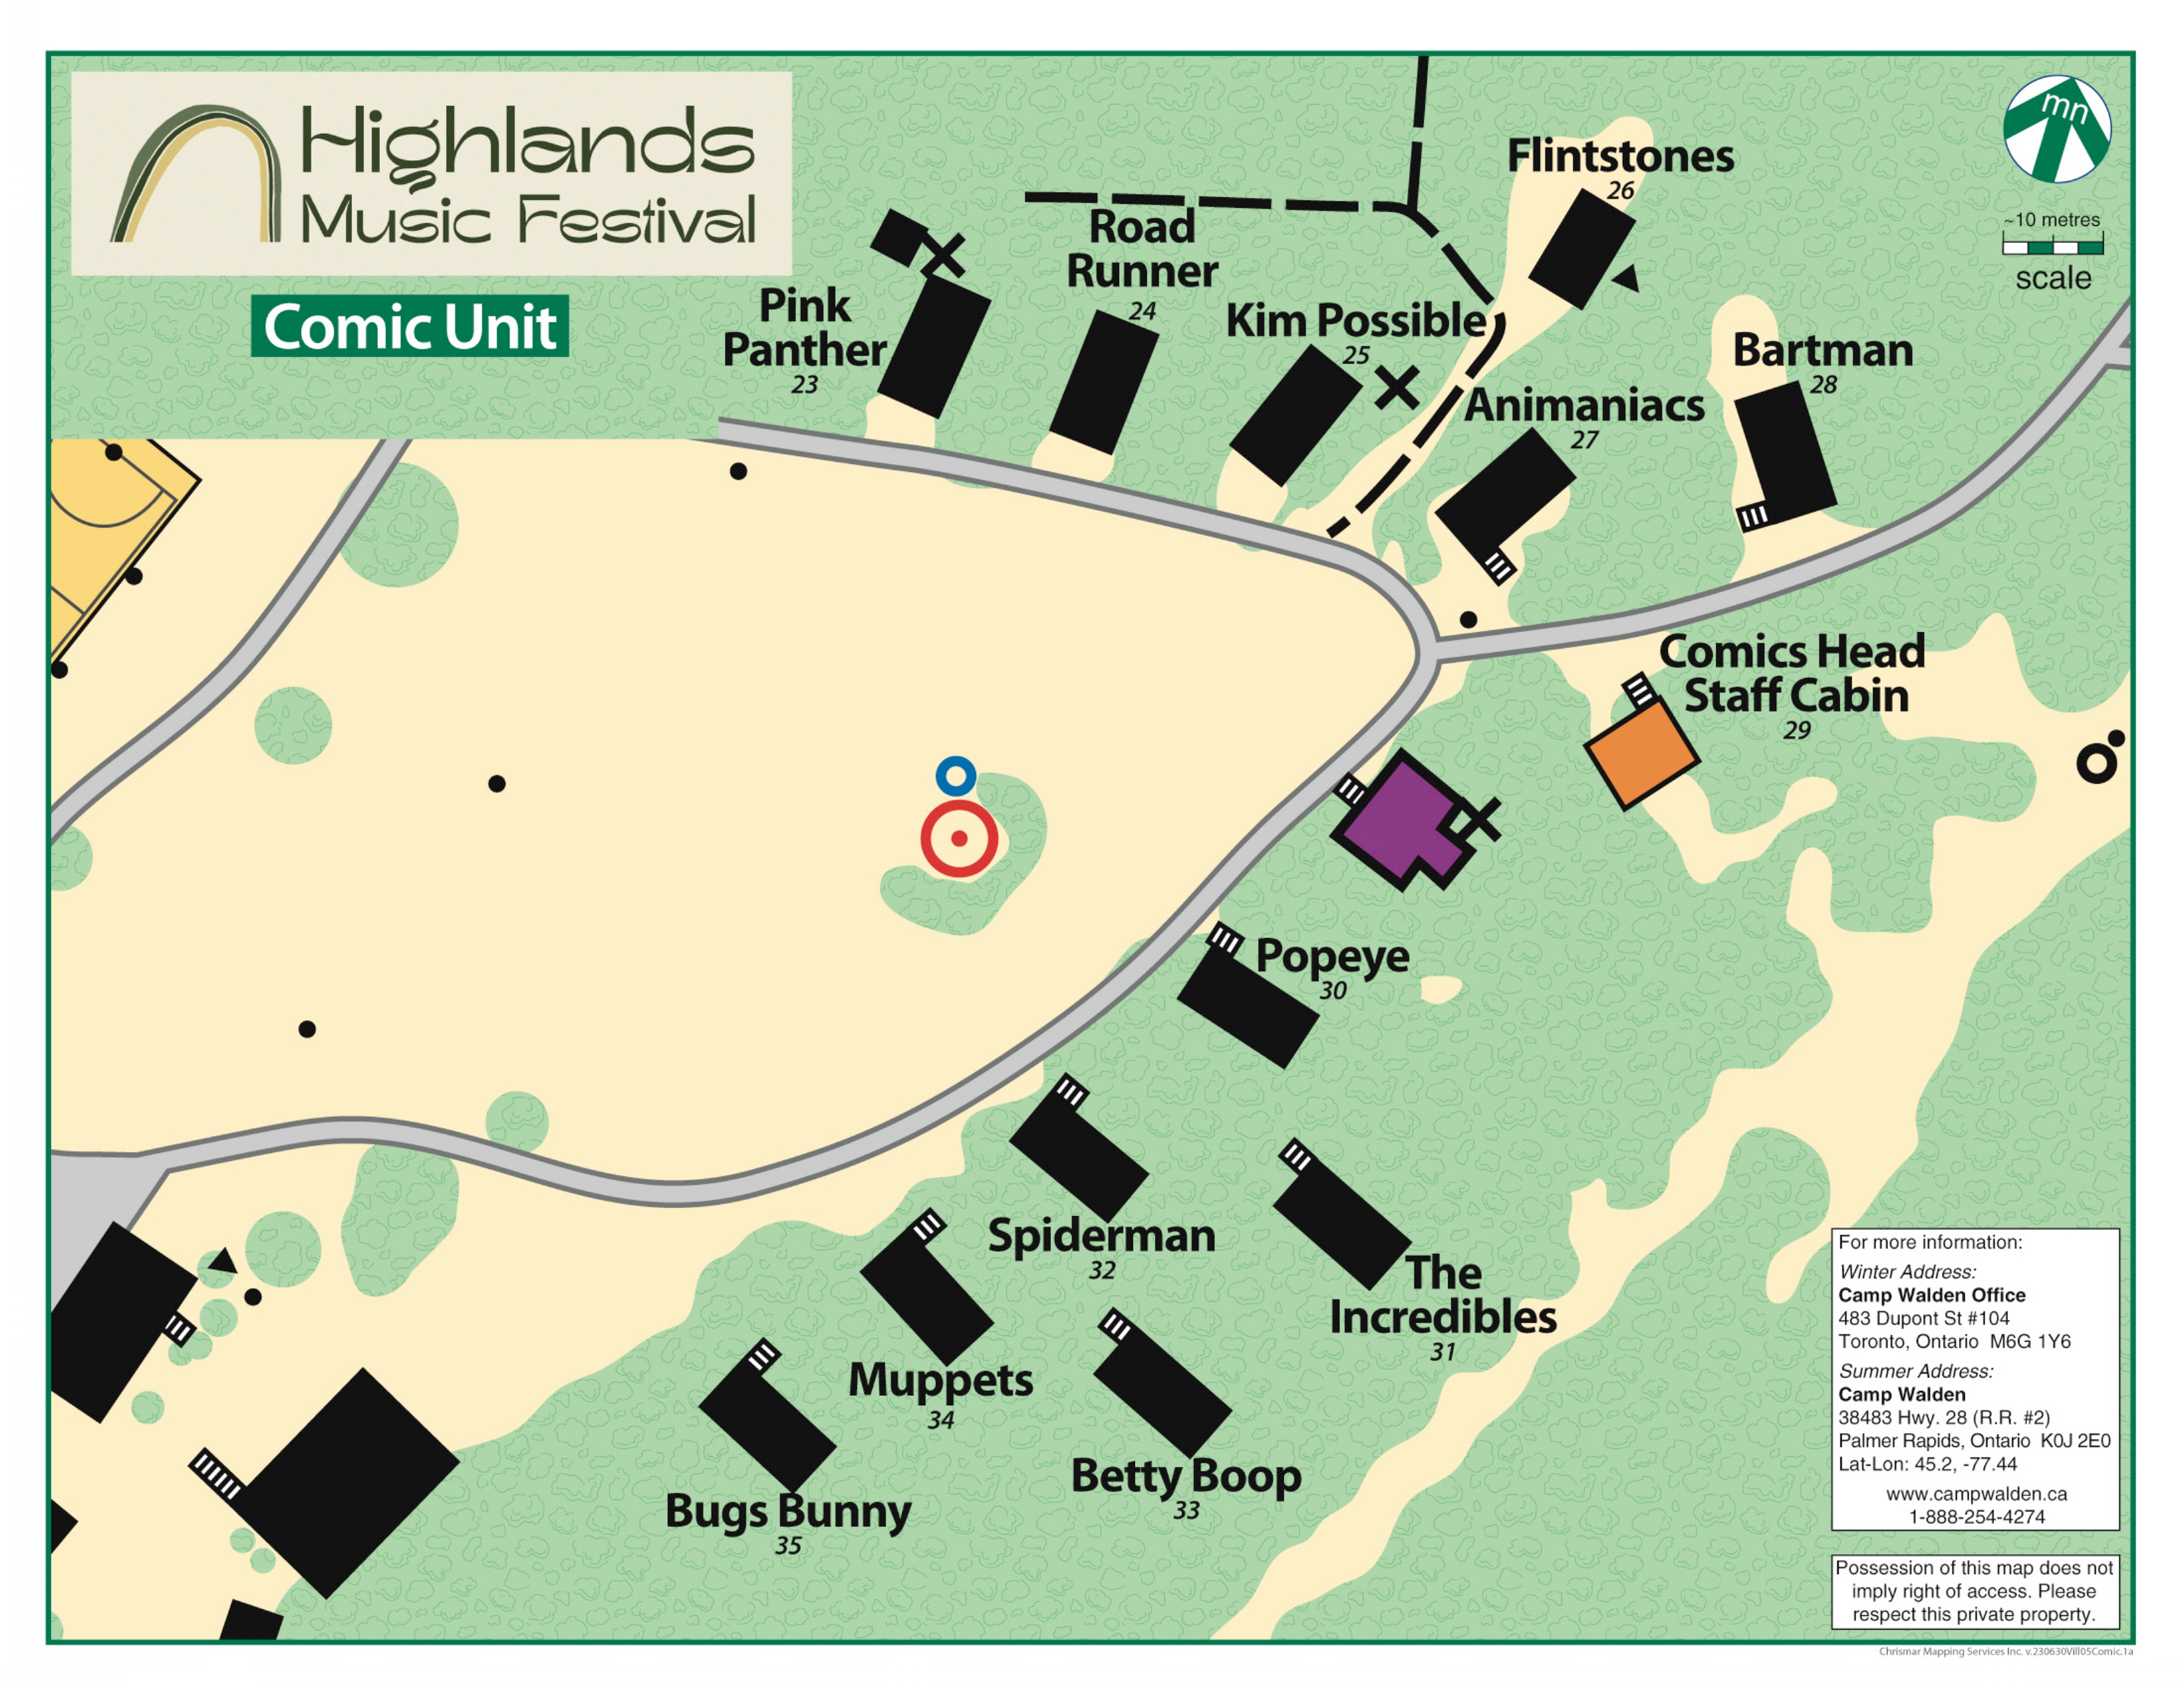 Highlands
Music Festival
Comic Unit
mn
~10 metres
scale
Flintstones
26
Road
Runner
24
Pink
Panther
23
Kim Possible
25
Bartman
28
Animaniacs
27
Comics Head
Staff Cabin
29
Popeye
30
Spiderman
32
The
Incredibles
31
Muppets
34
Betty Boop
33
Bugs Bunny
35
For more information:
Winter Address:
Camp Walden Office
483 Dupont St #104
Toronto, Ontario M6G 1Y6
Summer Address:
Camp Walden
38483 Hwy. 28 (R.R. #2)
Palmer Rapids, Ontario K0J 2E0
Lat-Lon: 45.2, -77.44
www.campwalden.ca
1-888-254-4274
Possession of this map does not
imply right of access. Please
respect this private property.
Chrismar Mapping Services Inc. v.230630Vill05Comic.1a